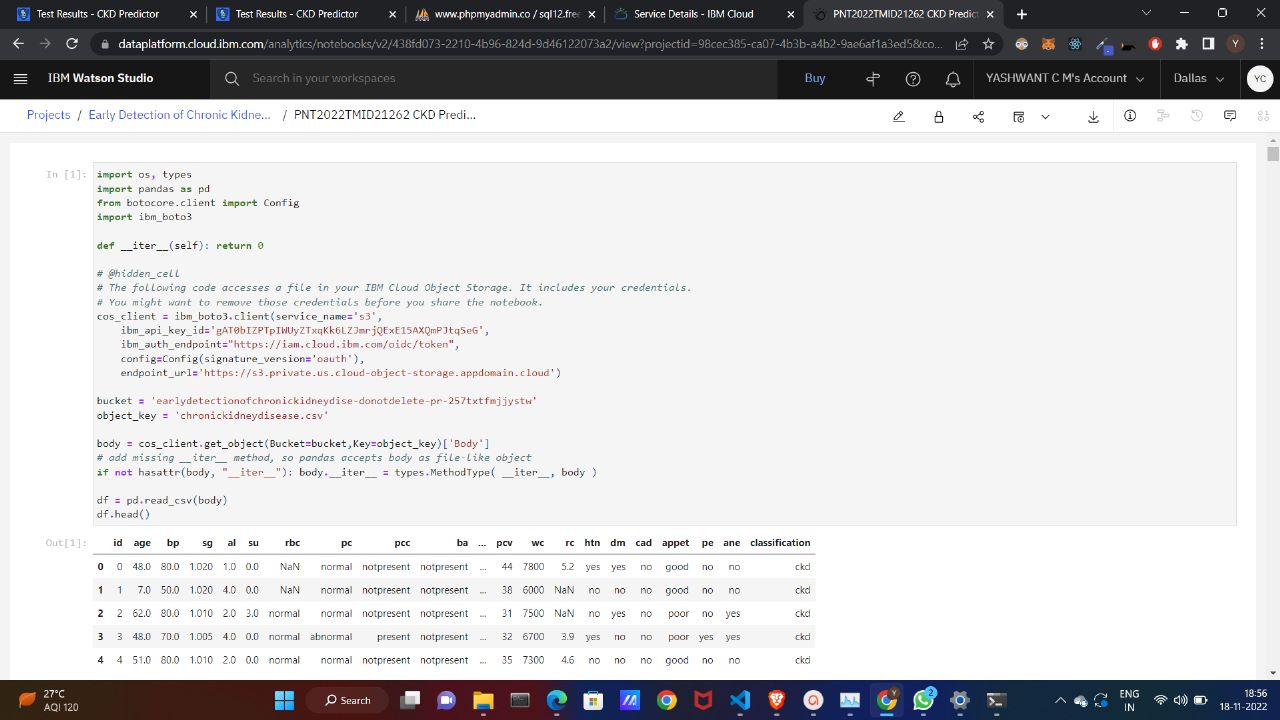 Test Results - CKD Predictor
Test Results - CKD Predictor
www.phpmyadmin.co / sql12.free
Service Details - IBM Cloud
PNT2022TMID21262 CKD Predict
dataplatform.cloud.ibm.com/analytics/notebooks/v2/438fd073-2210-4b96-824d-9d46122073a2/view?projectid=98cec385-ca07-4b3b-a4b2-9ae6af1a3ed58&co...
Y
IBM Watson Studio
Search in your workspaces
Buy
YASHWANT C M's Account
Dallas
YC
Projects / Early Detection of Chronic Kidne... / PNT2022TMID21262 CKD Predi...
In [1]:
import os, types
import pandas as pd
from botocore.client import Config
import ibm_boto3
def __iter__(self): return 0
# @hidden_cell
# The following code accesses a file in your IBM Cloud Object Storage. It includes your credentials.
# You might want to remove those credentials before you share the notebook.
cos_client = ibm_boto3.client(service_name='s3',
ibm_api_key_id='gAT0bIZPTpIWUyZTxqKk6LZJmrjQExE15AXQmPJtqSeG',
ibm_auth_endpoint="https://iam.cloud.ibm.com/oidc/token",
config=Config(signature_version='oauth'),
endpoint_url='https://s3.private.us.cloud-object-storage.appdomain.cloud')
bucket = 'earlydetectionofchronickidneydise-donotdelete-pr-257txtfmjjystw'
object_key = 'chronickidneydisease.csv'
body = cos_client.get_object(Bucket=bucket,Key=object_key)['Body']
# add missing __iter__ method, so pandas accepts body as file-like object
if not hasattr(body, "__iter__"): body.__iter__ = types.MethodType( __iter__, body )
df = pd.read_csv(body)
df.head()
Out[1]:
id age bp sg al su rbc pc pcc ba ... pcv wc rc htn dm cad appet pe ane classification
0 0 48.0 80.0 1.020 1.0 0.0 NaN normal notpresent notpresent ... 44 7800 5.2 yes yes no good no no ckd
1 1 7.0 50.0 1.020 4.0 0.0 NaN normal notpresent notpresent ... 38 6000 NaN no no no good no no ckd
2 2 62.0 80.0 1.010 2.0 3.0 normal normal notpresent notpresent ... 31 7500 NaN no yes no poor no yes ckd
3 3 48.0 70.0 1.005 4.0 0.0 normal abnormal present notpresent ... 32 6700 3.9 yes no no poor yes yes ckd
4 4 51.0 80.0 1.010 2.0 0.0 normal normal notpresent notpresent ... 35 7300 4.6 no no no good no no ckd
27°C
AQI 120
Search
2
ENG
IN
18:56
18-11-2022